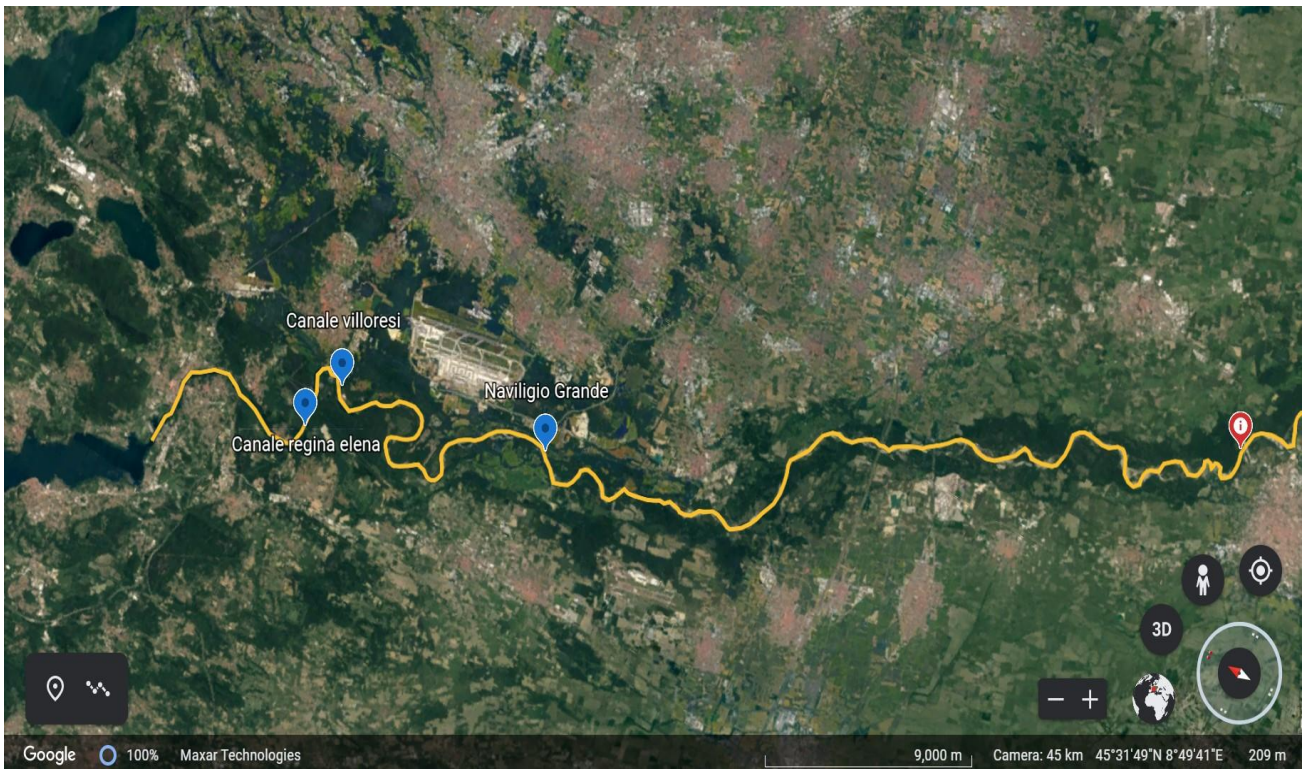 Canale villoresi
Naviligio Grande
Canale regina elena
i
3D
Google 100% Maxar Technologies 9,000 m Camera: 45 km 45°31'49"N 8°49'41"E 209 m